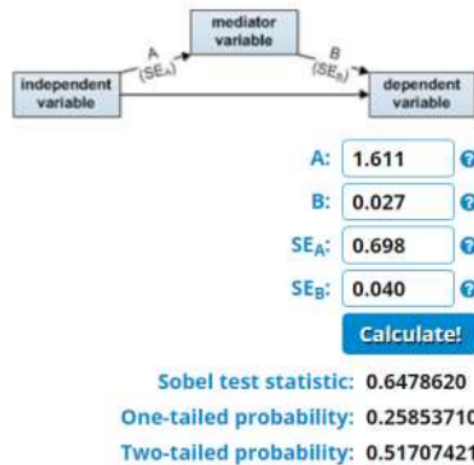 mediator
variable
A
(SEA)
B
(SEB)
independent
variable
dependent
variable
A: 1.611 ?
B: 0.027 ?
SEA: 0.698 ?
SEB: 0.040 ?
Calculate!
Sobel test statistic: 0.6478620
One-tailed probability: 0.25853710
Two-tailed probability: 0.51707421